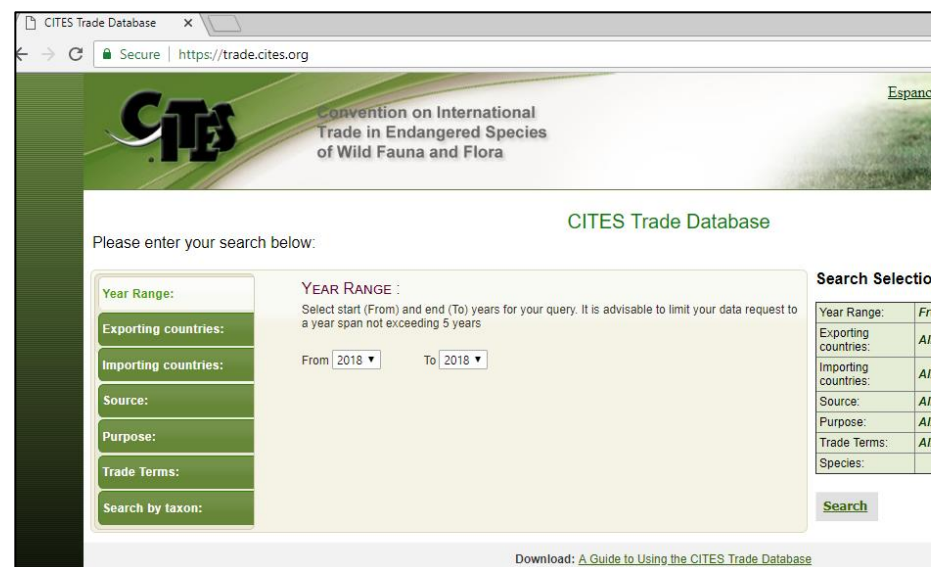 CITES Trade Database
Secure | https://trade.cites.org
CITES
Convention on International
Trade in Endangered Species
of Wild Fauna and Flora
CITES Trade Database
Please enter your search below:
Year Range:
Exporting countries:
Importing countries:
Source:
Purpose:
Trade Terms:
Search by taxon:
YEAR RANGE :
Select start (From) and end (To) years for your query. It is advisable to limit your data request to
a year span not exceeding 5 years
From 2018 To 2018
Year Range:
Exporting
countries:
Importing
countries:
Source:
Purpose:
Trade Terms:
Species:
Search
Download: A Guide to Using the CITES Trade Database